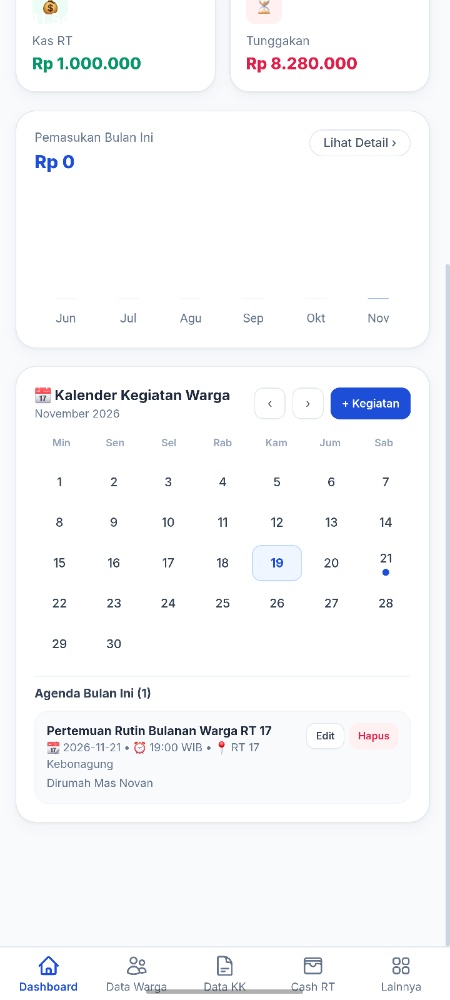 Kas RT
Rp 1.000.000
Tunggakan
Rp 8.280.000
Pemasukan Bulan Ini
Rp 0
Lihat Detail ›
Jun Jul Agu Sep Okt Nov
Kalender Kegiatan Warga
November 2026
‹ › + Kegiatan
Min Sen Sel Rab Kam Jum Sab
1 2 3 4 5 6 7
8 9 10 11 12 13 14
15 16 17 18 19 20 21
22 23 24 25 26 27 28
29 30
Agenda Bulan Ini (1)
Pertemuan Rutin Bulanan Warga RT 17
📅 2026-11-21 • ⏰ 19:00 WIB • 📍 RT 17
Kebonagung
Dirumah Mas Novan
Edit Hapus
Dashboard Data Warga Data KK Cash RT Lainnya